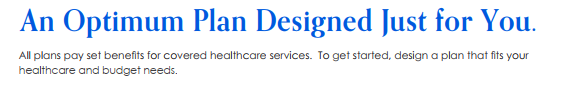 An Optimum Plan Designed Just for You.
All plans pay set benefits for covered healthcare services.  To get started, design a plan that fits your
healthcare and budget needs.